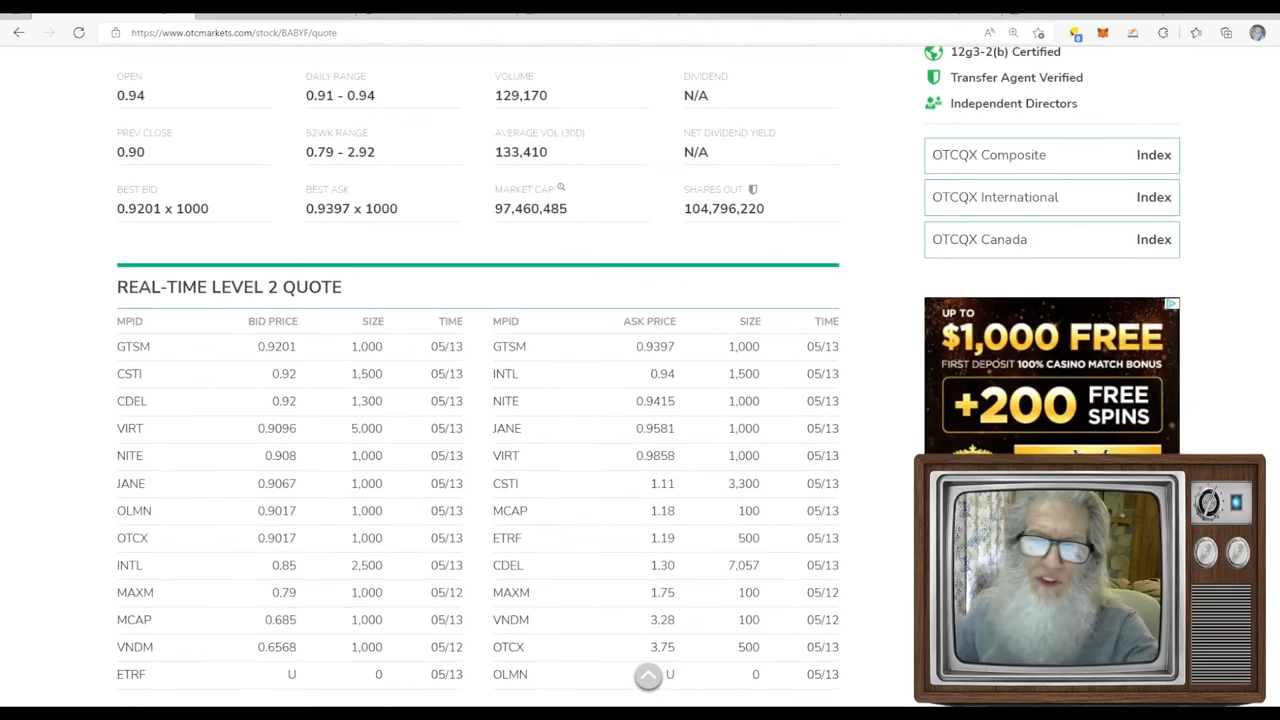 https://www.otcmarkets.com/stock/BABYF/quote
12g3-2(b) Certified
Transfer Agent Verified
Independent Directors
OPEN DAILY RANGE VOLUME DIVIDEND
0.94 0.91 - 0.94 129,170 N/A
PREV CLOSE 52WK RANGE AVERAGE VOL (30D) NET DIVIDEND YIELD
0.90 0.79 - 2.92 133,410 N/A
BEST BID BEST ASK MARKET CAP SHARES OUT
0.9201 x 1000 0.9397 x 1000 97,460,485 104,796,220
OTCQX Composite Index
OTCQX International Index
OTCQX Canada Index
REAL-TIME LEVEL 2 QUOTE
MPID BID PRICE SIZE TIME MPID ASK PRICE SIZE TIME
GTSM 0.9201 1,000 05/13 GTSM 0.9397 1,000 05/13
CSTI 0.92 1,500 05/13 INTL 0.94 1,500 05/13
CDEL 0.92 1,300 05/13 NITE 0.9415 1,000 05/13
VIRT 0.9096 5,000 05/13 JANE 0.9581 1,000 05/13
NITE 0.908 1,000 05/13 VIRT 0.9858 1,000 05/13
JANE 0.9067 1,000 05/13 CSTI 1.11 3,300 05/13
OLMN 0.9017 1,000 05/13 MCAP 1.18 100 05/13
OTCX 0.9017 1,000 05/13 ETRF 1.19 500 05/13
INTL 0.85 2,500 05/13 CDEL 1.30 7,057 05/13
MAXM 0.79 1,000 05/12 MAXM 1.75 100 05/12
MCAP 0.685 1,000 05/13 VNDM 3.28 100 05/12
VNDM 0.6568 1,000 05/12 OTCX 3.75 500 05/13
ETRF U 0 05/13 OLMN U 0 05/13
UP TO
$1,000 FREE
FIRST DEPOSIT 100% CASINO MATCH BONUS
+200 FREE SPINS